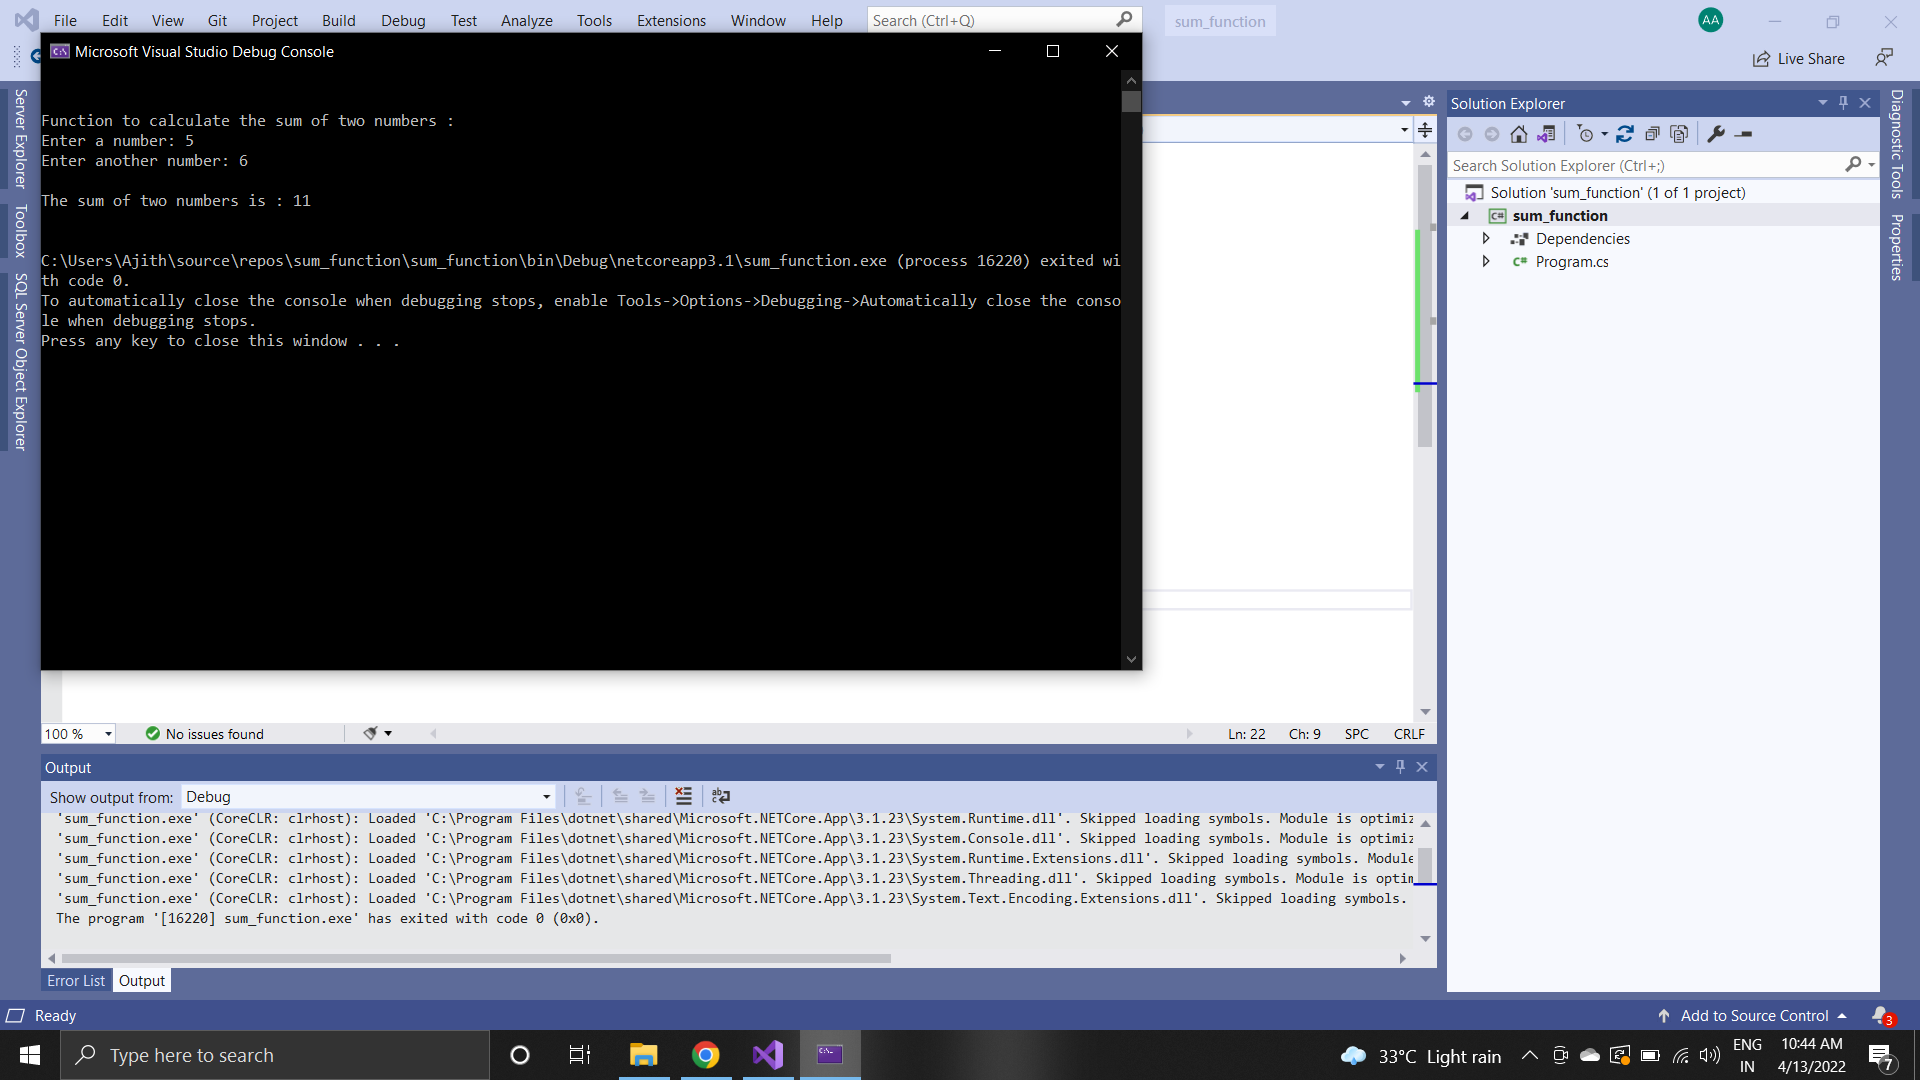 File Edit View Git Project Build Debug Test Analyze Tools Extensions Window Help Search (Ctrl+Q) sum_function AA
Live Share
Microsoft Visual Studio Debug Console
Function to calculate the sum of two numbers :
Enter a number: 5
Enter another number: 6
The sum of two numbers is : 11
C:\Users\Ajith\source\repos\sum_function\sum_function\bin\Debug\netcoreapp3.1\sum_function.exe (process 16220) exited wi
th code 0.
To automatically close the console when debugging stops, enable Tools->Options->Debugging->Automatically close the conso
le when debugging stops.
Press any key to close this window . . .
Server Explorer
Toolbox
SQL Server Object Explorer
Solution Explorer
Search Solution Explorer (Ctrl+;)
Solution 'sum_function' (1 of 1 project)
C# sum_function
Dependencies
C# Program.cs
Diagnostic Tools
Properties
100 % No issues found Ln: 22 Ch: 9 SPC CRLF
Output
Show output from: Debug
'sum_function.exe' (CoreCLR: clrhost): Loaded 'C:\Program Files\dotnet\shared\Microsoft.NETCore.App\3.1.23\System.Runtime.dll'. Skipped loading symbols. Module is optimiz
'sum_function.exe' (CoreCLR: clrhost): Loaded 'C:\Program Files\dotnet\shared\Microsoft.NETCore.App\3.1.23\System.Console.dll'. Skipped loading symbols. Module is optimiz
'sum_function.exe' (CoreCLR: clrhost): Loaded 'C:\Program Files\dotnet\shared\Microsoft.NETCore.App\3.1.23\System.Runtime.Extensions.dll'. Skipped loading symbols. Module
'sum_function.exe' (CoreCLR: clrhost): Loaded 'C:\Program Files\dotnet\shared\Microsoft.NETCore.App\3.1.23\System.Threading.dll'. Skipped loading symbols. Module is optim
'sum_function.exe' (CoreCLR: clrhost): Loaded 'C:\Program Files\dotnet\shared\Microsoft.NETCore.App\3.1.23\System.Text.Encoding.Extensions.dll'. Skipped loading symbols.
The program '[16220] sum_function.exe' has exited with code 0 (0x0).
Error List Output
Ready Add to Source Control 3
Type here to search 33°C Light rain ENG IN 10:44 AM 4/13/2022 7